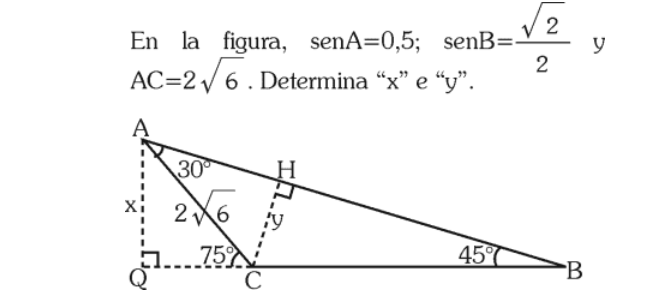 En la figura, senA=0,5; senB=√2/2 y
AC=2√6 . Determina “x” e “y”.
A
30°
H
x
2√6
y
75°
45°
Q
C
B